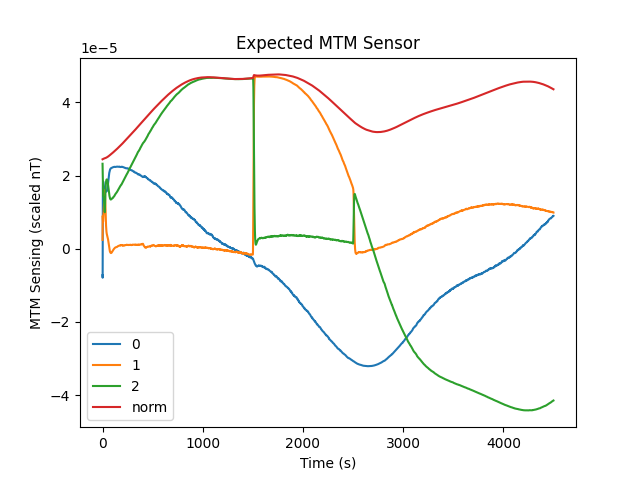 Expected MTM Sensor
1e−5
MTM Sensing (scaled nT)
4
2
0
−2
−4
0
1
2
norm
0 1000 2000 3000 4000
Time (s)